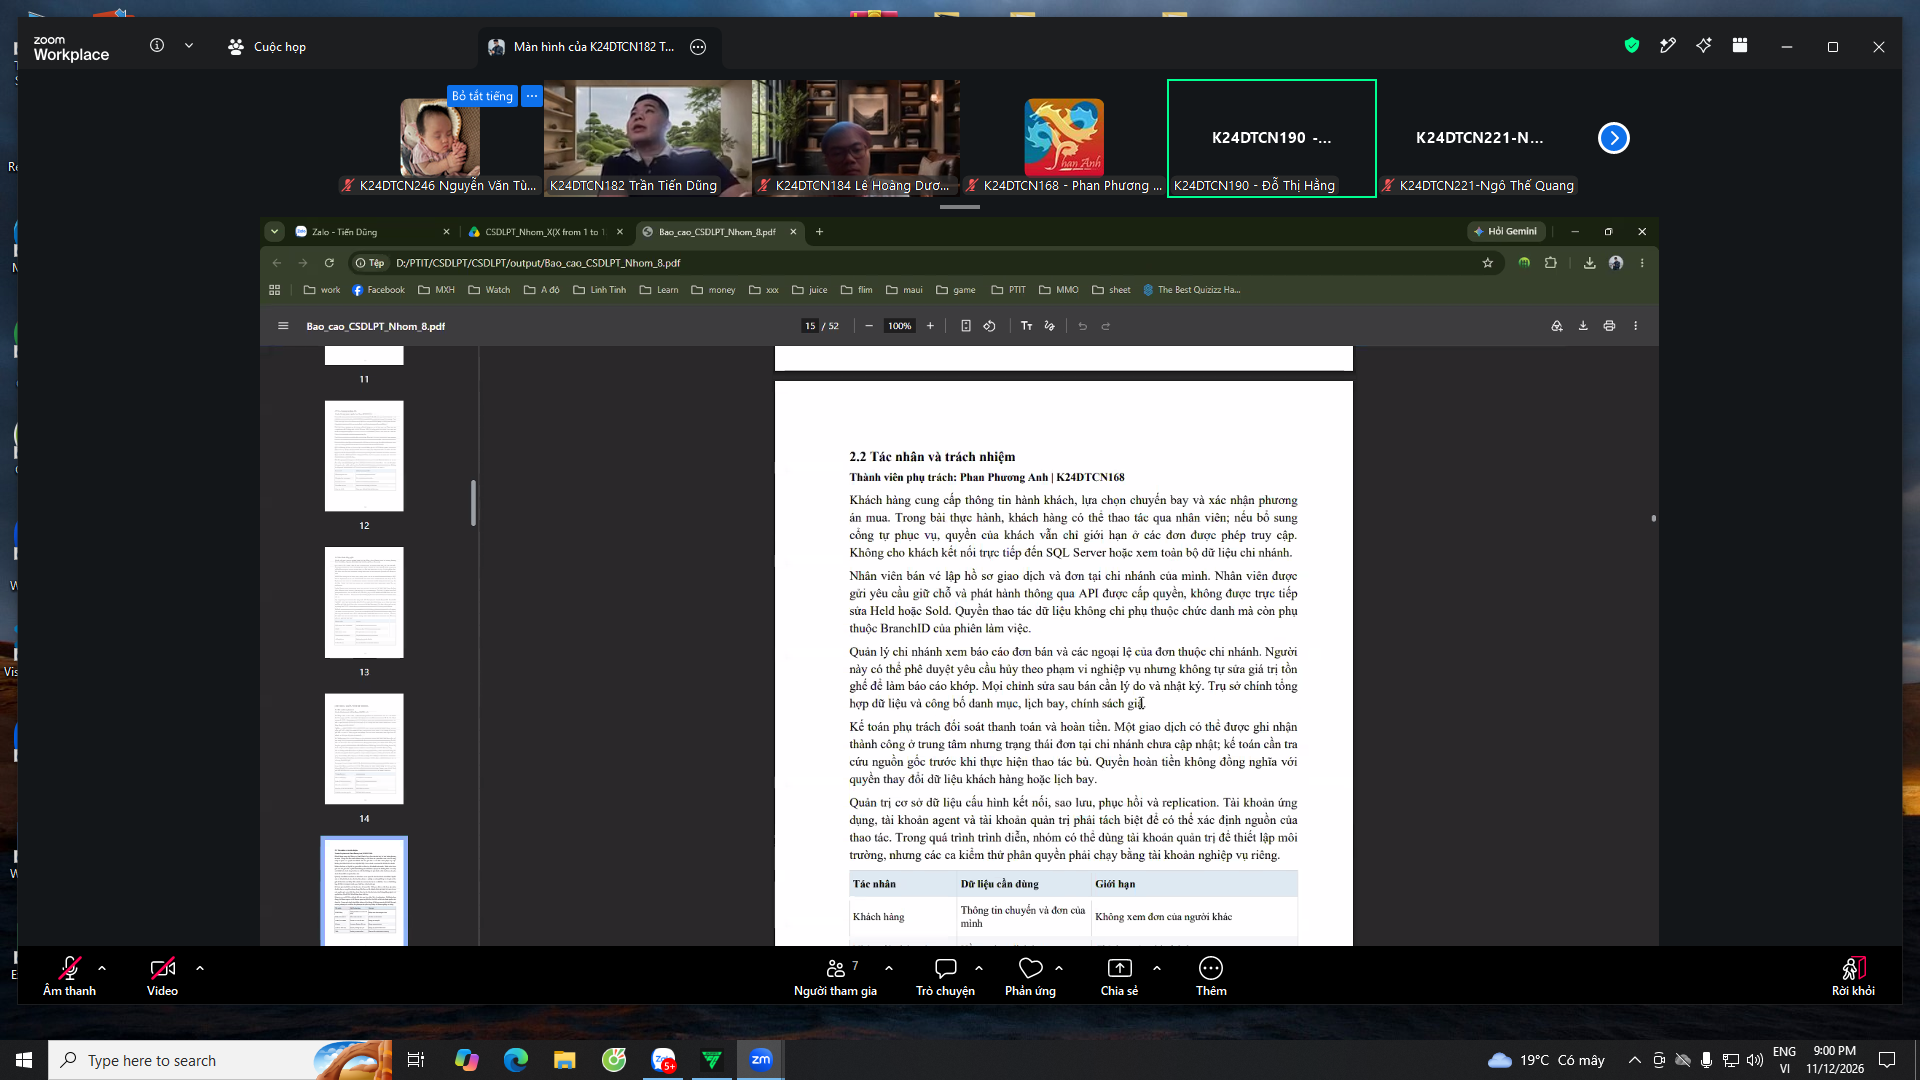 zoom
Workplace
Cuộc họp
Màn hình của K24DTCN182 T...
Bỏ tắt tiếng
K24DTCN246 Nguyễn Văn Tù...
K24DTCN182 Trần Tiến Dũng
K24DTCN184 Lê Hoàng Dươ...
Phan Anh
K24DTCN168 - Phan Phương ...
K24DTCN190 -...
K24DTCN190 - Đỗ Thị Hằng
K24DTCN221-N...
K24DTCN221-Ngô Thế Quang
Zalo - Tiến Dũng
CSDLPT_Nhom_X(X from 1 to 1
Bao_cao_CSDLPT_Nhom_8.pdf
Hỏi Gemini
Tệp
D:/PTIT/CSDLPT/CSDLPT/output/Bao_cao_CSDLPT_Nhom_8.pdf
work
Facebook
MXH
Watch
A độ
Linh Tinh
Learn
money
xxx
juice
flim
maui
game
PTIT
MMO
sheet
The Best Quizizz Ha...
Bao_cao_CSDLPT_Nhom_8.pdf
15 / 52
100%
11
12
13
14
2.2 Tác nhân và trách nhiệm
Thành viên phụ trách: Phan Phương Anh | K24DTCN168
Khách hàng cung cấp thông tin hành khách, lựa chọn chuyến bay và xác nhận phương
án mua. Trong bài thực hành, khách hàng có thể thao tác qua nhân viên; nếu bổ sung
cổng tự phục vụ, quyền của khách vẫn chỉ giới hạn ở các đơn được phép truy cập.
Không cho khách kết nối trực tiếp đến SQL Server hoặc xem toàn bộ dữ liệu chi nhánh.
Nhân viên bán vé lập hồ sơ giao dịch và đơn tại chi nhánh của mình. Nhân viên được
gửi yêu cầu giữ chỗ và phát hành thông qua API được cấp quyền, không được trực tiếp
sửa Held hoặc Sold. Quyền thao tác dữ liệu không chỉ phụ thuộc chức danh mà còn phụ
thuộc BranchID của phiên làm việc.
Quản lý chi nhánh xem báo cáo đơn bán và các ngoại lệ của đơn thuộc chi nhánh. Người
này có thể phê duyệt yêu cầu hủy theo phạm vi nghiệp vụ nhưng không tự sửa giá trị tồn
ghế để làm báo cáo khớp. Mọi chỉnh sửa sau bán cần lý do và nhật ký. Trụ sở chính tổng
hợp dữ liệu và công bố danh mục, lịch bay, chính sách giá.
Kế toán phụ trách đối soát thanh toán và hoàn tiền. Một giao dịch có thể được ghi nhận
thành công ở trung tâm nhưng trạng thái đơn tại chi nhánh chưa cập nhật; kế toán cần tra
cứu nguồn gốc trước khi thực hiện thao tác bù. Quyền hoàn tiền không đồng nghĩa với
quyền thay đổi dữ liệu khách hàng hoặc lịch bay.
Quản trị cơ sở dữ liệu cấu hình kết nối, sao lưu, phục hồi và replication. Tài khoản ứng
dụng, tài khoản agent và tài khoản quản trị phải tách biệt để có thể xác định nguồn của
thao tác. Trong quá trình trình diễn, nhóm có thể dùng tài khoản quản trị để thiết lập môi
trường, nhưng các ca kiểm thử phân quyền phải chạy bằng tài khoản nghiệp vụ riêng.
Tác nhân
Dữ liệu cần dùng
Giới hạn
Khách hàng
Thông tin chuyến và đơn của
mình
Không xem đơn của người khác
Âm thanh
Video
7
Người tham gia
Trò chuyện
Phản ứng
Chia sẻ
Thêm
Rời khỏi
Type here to search
5+
zm
19°C Có mây
ENG
VI
9:00 PM
11/12/2026